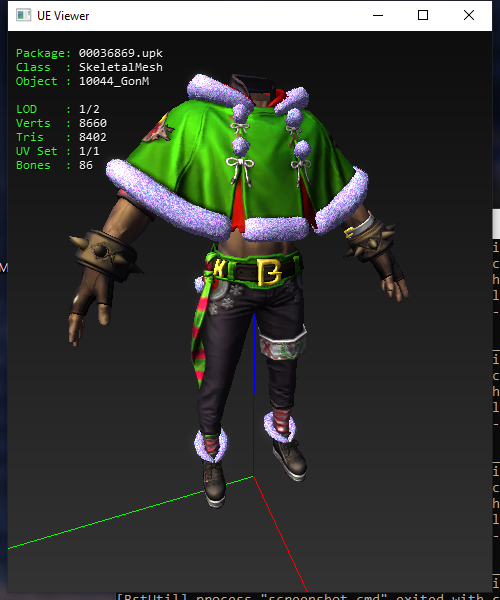 UE Viewer
Package: 00036869.upk
Class  : SkeletalMesh
Object : 10044_GonM
LOD    : 1/2
Verts  : 8660
Tris   : 8402
UV Set : 1/1
Bones  : 86
M
i
c
h
l
-
i
c
h
l
-
i
c
h
l
-
i
[BstUtil] process "screenshot.cmd" exited with c